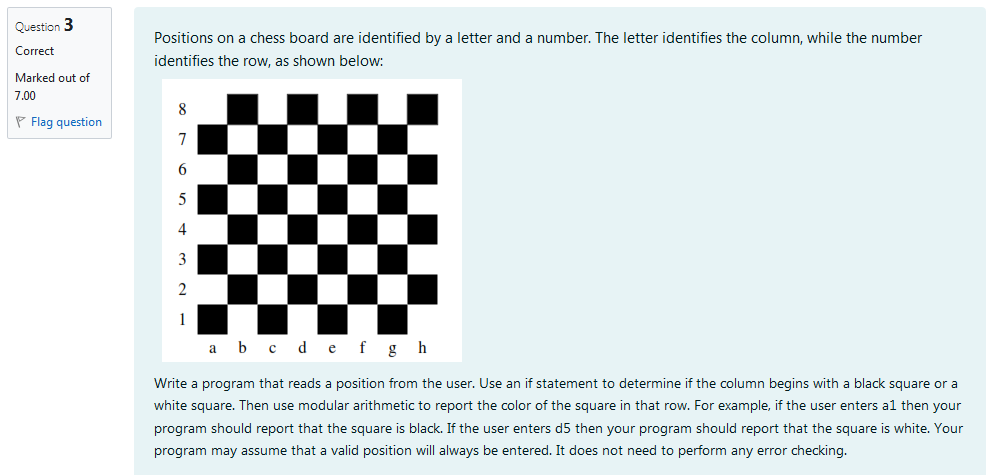 Question 3
Correct
Marked out of
7.00
Flag question
Positions on a chess board are identified by a letter and a number. The letter identifies the column, while the number
identifies the row, as shown below:
8
7
6
5
4
3
2
1
a b c d e f g h
Write a program that reads a position from the user. Use an if statement to determine if the column begins with a black square or a
white square. Then use modular arithmetic to report the color of the square in that row. For example, if the user enters a1 then your
program should report that the square is black. If the user enters d5 then your program should report that the square is white. Your
program may assume that a valid position will always be entered. It does not need to perform any error checking.